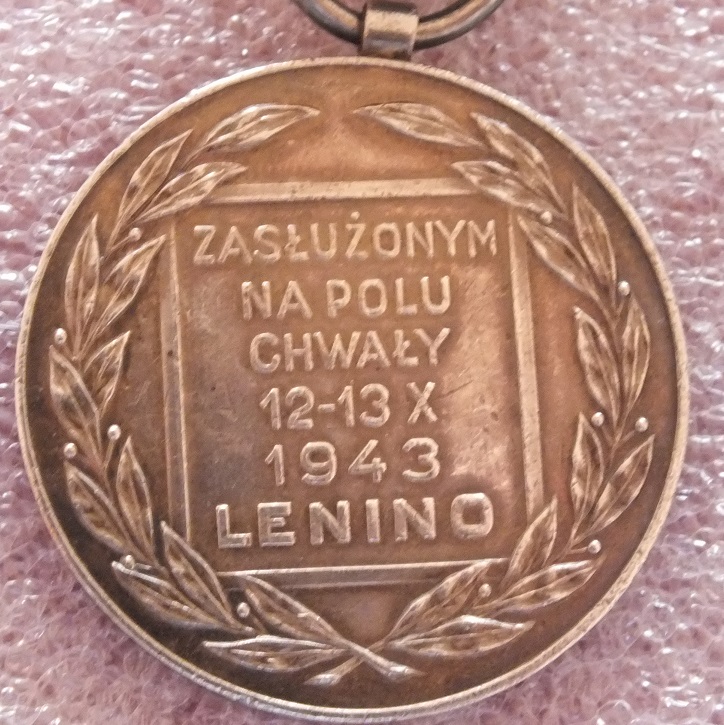 ZASŁUŻONYM
NA POLU
CHWAŁY
12-13 X
1943
LENINO